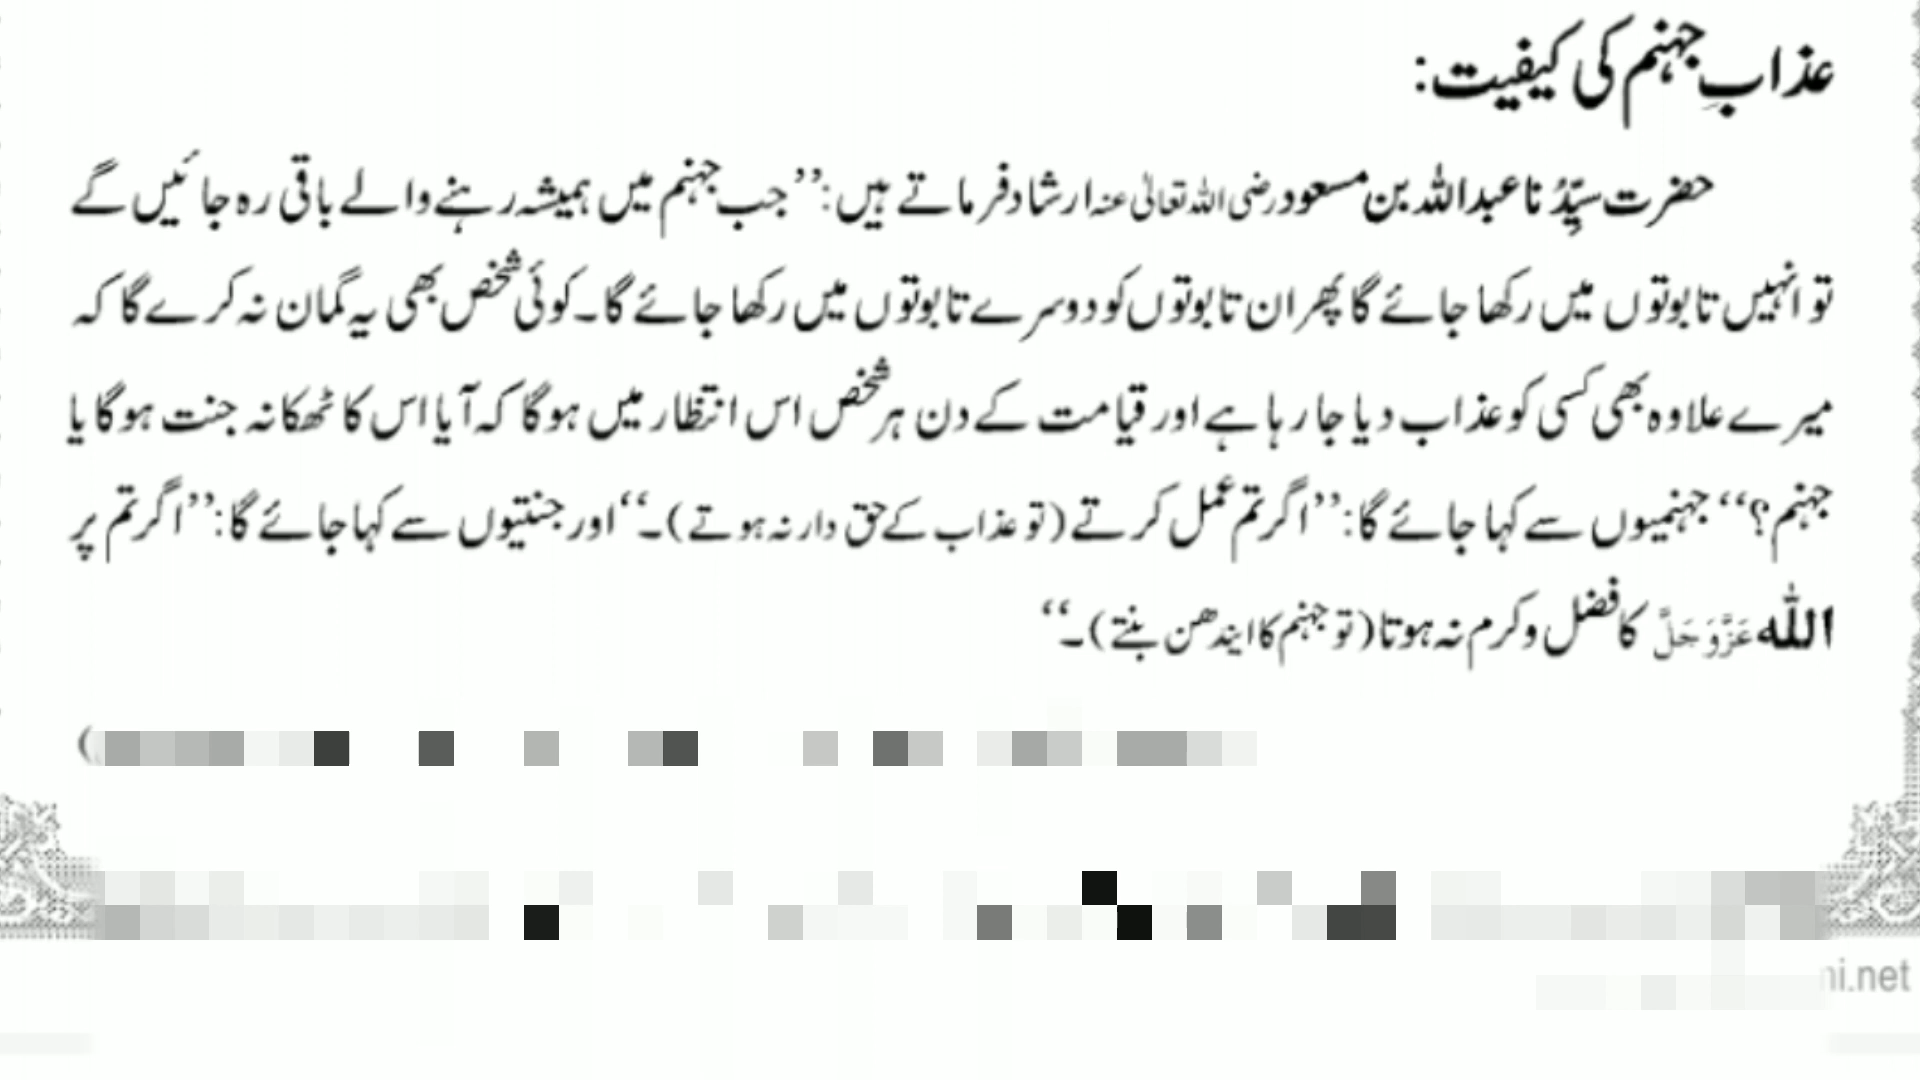 عذابِ جہنم کی کیفیت:
حضرت سیِّدُنا عبداللہ بن مسعود رضی اللہ تعالٰی عنہ ارشاد فرماتے ہیں: ’’جب جہنم میں ہمیشہ رہنے والے باقی رہ جائیں گے
تو انہیں تابوتوں میں رکھا جائے گا پھر ان تابوتوں کو دوسرے تابوتوں میں رکھا جائے گا۔ کوئی شخص بھی یہ گمان نہ کرے گا کہ
میرے علاوہ بھی کسی کو عذاب دیا جا رہا ہے اور قیامت کے دن ہر شخص اس انتظار میں ہوگا کہ آیا اس کا ٹھکانہ جنت ہوگا یا
جہنم؟‘‘ جہنمیوں سے کہا جائے گا: ’’اگر تم عمل کرتے (تو عذاب کے حق دار نہ ہوتے)۔‘‘ اور جنتیوں سے کہا جائے گا: ’’اگر تم پر
اللہ عَزَّوَجَلَّ کا فضل و کرم نہ ہوتا (تو جہنم کا ایندھن بنتے)۔‘‘
ni.net